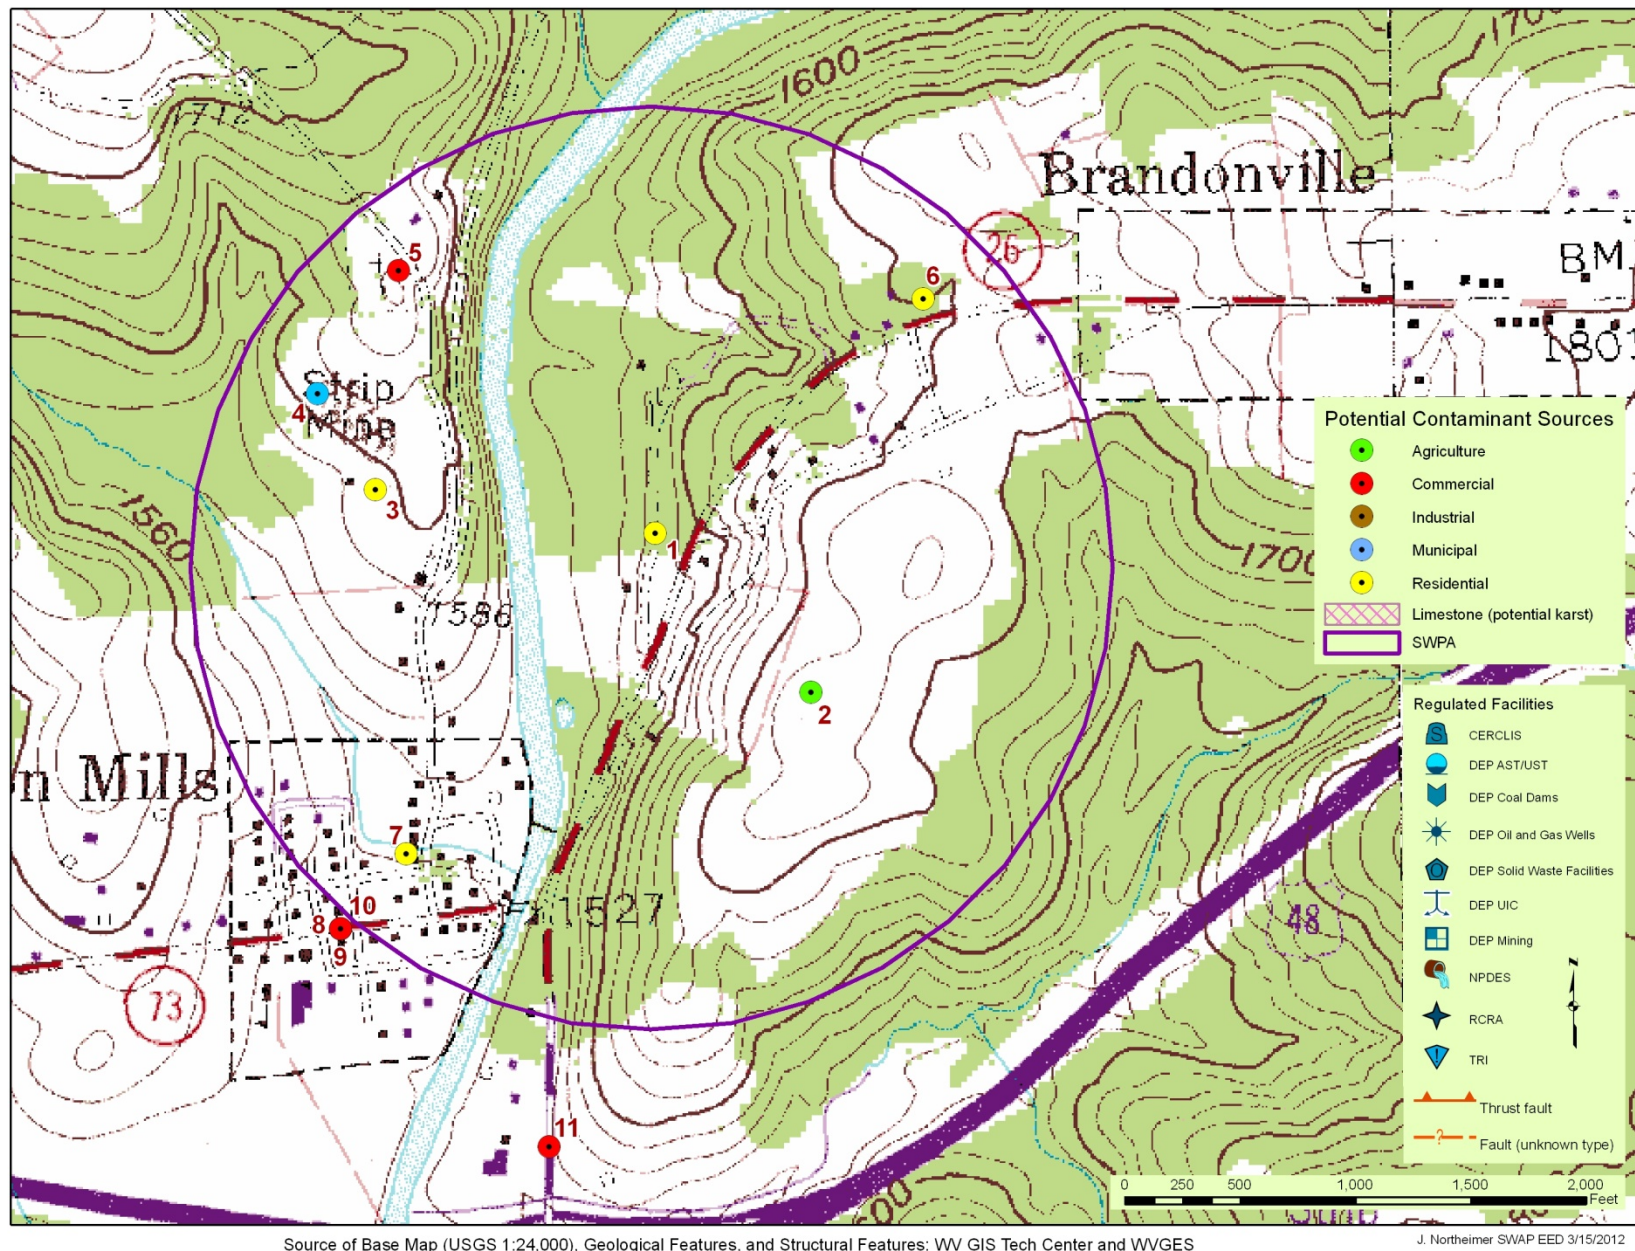 1700
1600
1712
Brandonville
5
26
6
BM
1801
Strip
Mine
4
3
1560
1
1700
1586
2
n Mills
7
1527
48
8
10
9
73
11
Potential Contaminant Sources
Agriculture
Commercial
Industrial
Municipal
Residential
Limestone (potential karst)
SWPA
Regulated Facilities
CERCLIS
DEP AST/UST
DEP Coal Dams
DEP Oil and Gas Wells
DEP Solid Waste Facilities
DEP UIC
DEP Mining
NPDES
RCRA
TRI
Thrust fault
Fault (unknown type)
N
0 250 500 1,000 1,500 2,000
Feet
Source of Base Map (USGS 1:24,000), Geological Features, and Structural Features: WV GIS Tech Center and WVGES
J. Northeimer SWAP EED 3/15/2012